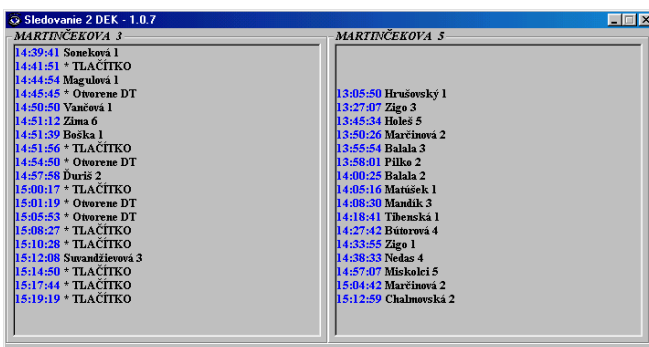 Sledovanie 2 DEK - 1.0.7
MARTINČEKOVA 3
14:39:41 Soneková 1
14:41:51 * TLAČÍTKO
14:44:54 Magulová 1
14:45:45 * Otvorene DT
14:50:50 Vančová 1
14:51:12 Zima 6
14:51:39 Boška 1
14:51:56 * TLAČÍTKO
14:54:50 * Otvorene DT
14:57:58 Ďuriš 2
15:00:17 * TLAČÍTKO
15:01:19 * Otvorene DT
15:05:53 * Otvorene DT
15:08:27 * TLAČÍTKO
15:10:28 * TLAČÍTKO
15:12:08 Suvandžievová 3
15:14:50 * TLAČÍTKO
15:17:44 * TLAČÍTKO
15:19:19 * TLAČÍTKO
MARTINČEKOVA 5
13:05:50 Hrušovský 1
13:27:07 Zigo 3
13:45:34 Holeš 5
13:50:26 Marčinová 2
13:55:54 Balala 3
13:58:01 Pilko 2
14:00:25 Balala 2
14:05:16 Matúšek 1
14:08:30 Mandík 3
14:18:41 Tibenská 1
14:27:42 Bútorová 4
14:33:55 Zigo 1
14:38:33 Nedas 4
14:57:07 Miskolci 5
15:04:42 Marčinová 2
15:12:59 Chalmovská 2